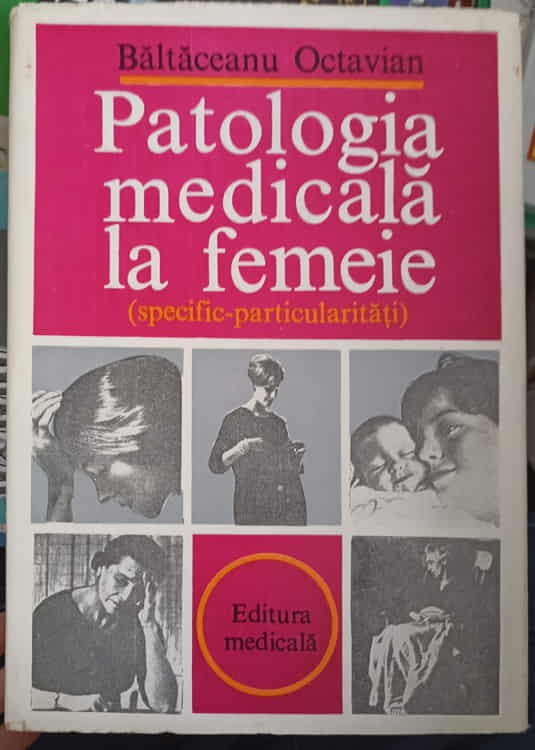 Băltăceanu Octavian
Patologia
medicală
la femeie
(specific-particularități)
Editura
medicală